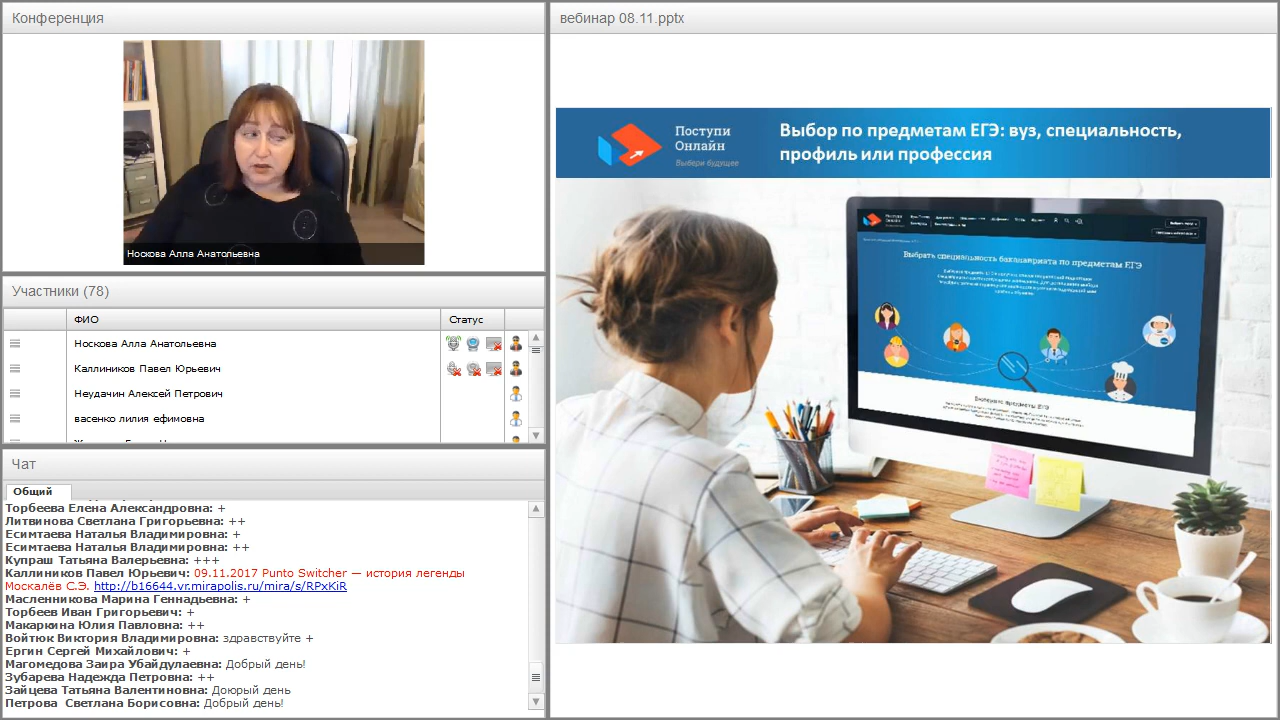 Конференция
Носкова Алла Анатольевна
Участники (78)
ФИО Статус
Носкова Алла Анатольевна
Каллиников Павел Юрьевич
Неудачин Алексей Петрович
васенко лилия ефимовна
Чат
Общий
Торбеева Елена Александровна: +
Литвинова Светлана Григорьевна: ++
Есимтаева Наталья Владимировна: +
Есимтаева Наталья Владимировна: ++
Купраш Татьяна Валерьевна: +++
Каллиников Павел Юрьевич: 09.11.2017 Punto Switcher — история легенды
Москалёв С.Э. http://b16644.vr.mirapolis.ru/mira/s/RPxKiR
Масленникова Марина Геннадьевна: +
Торбеев Иван Григорьевич: +
Макаркина Юлия Павловна: ++
Войтюк Виктория Владимировна: здравствуйте +
Ергин Сергей Михайлович: +
Магомедова Заира Убайдулаевна: Добрый день!
Зубарева Надежда Петровна: ++
Зайцева Татьяна Валентиновна: Доюрый день
Петрова Светлана Борисовна: Добрый день!
вебинар 08.11.pptx
Поступи
Онлайн
Выбери будущее
Выбор по предметам ЕГЭ: вуз, специальность,
профиль или профессия
Поступи
Онлайн
Выбрать специальность бакалавриата по предметам ЕГЭ
предметы ЕГЭ